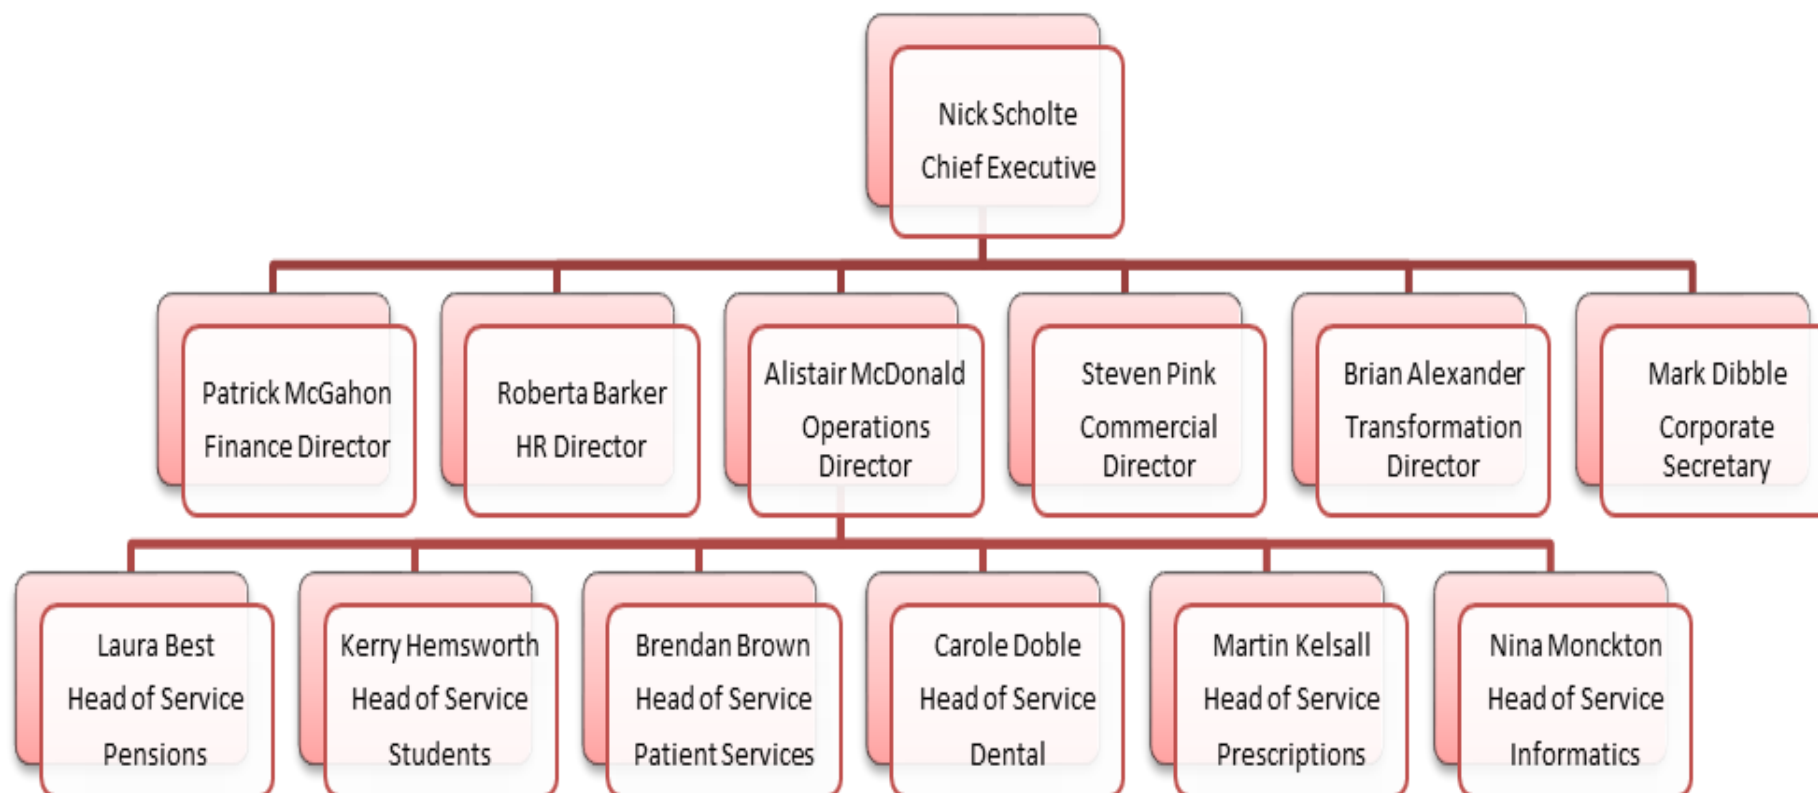 Nick Scholte
Chief Executive
Patrick McGahon
Finance Director
Roberta Barker
HR Director
Alistair McDonald
Operations
Director
Steven Pink
Commercial
Director
Brian Alexander
Transformation
Director
Mark Dibble
Corporate
Secretary
Laura Best
Head of Service
Pensions
Kerry Hemsworth
Head of Service
Students
Brendan Brown
Head of Service
Patient Services
Carole Doble
Head of Service
Dental
Martin Kelsall
Head of Service
Prescriptions
Nina Monckton
Head of Service
Informatics